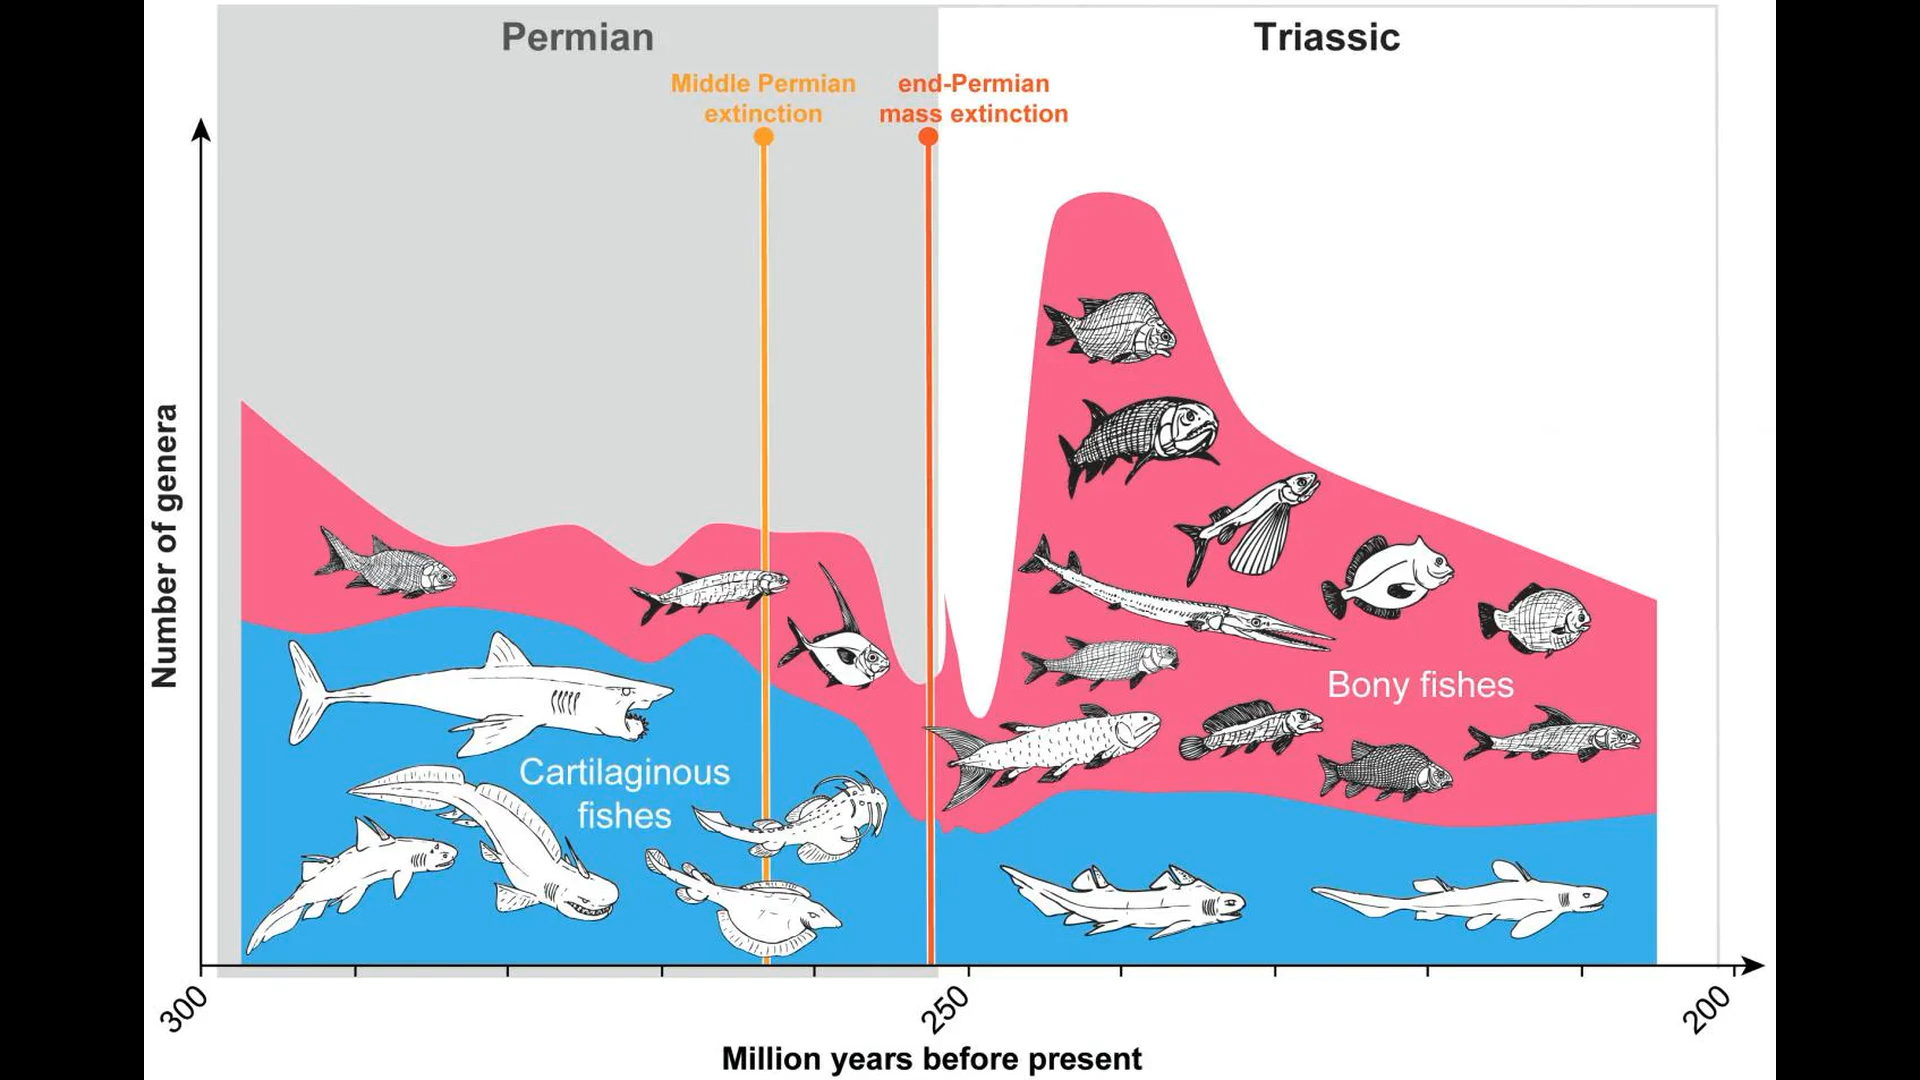 Permian
Triassic
Middle Permian
extinction
end-Permian
mass extinction
Number of genera
Bony fishes
Cartilaginous
fishes
300
250
200
Million years before present